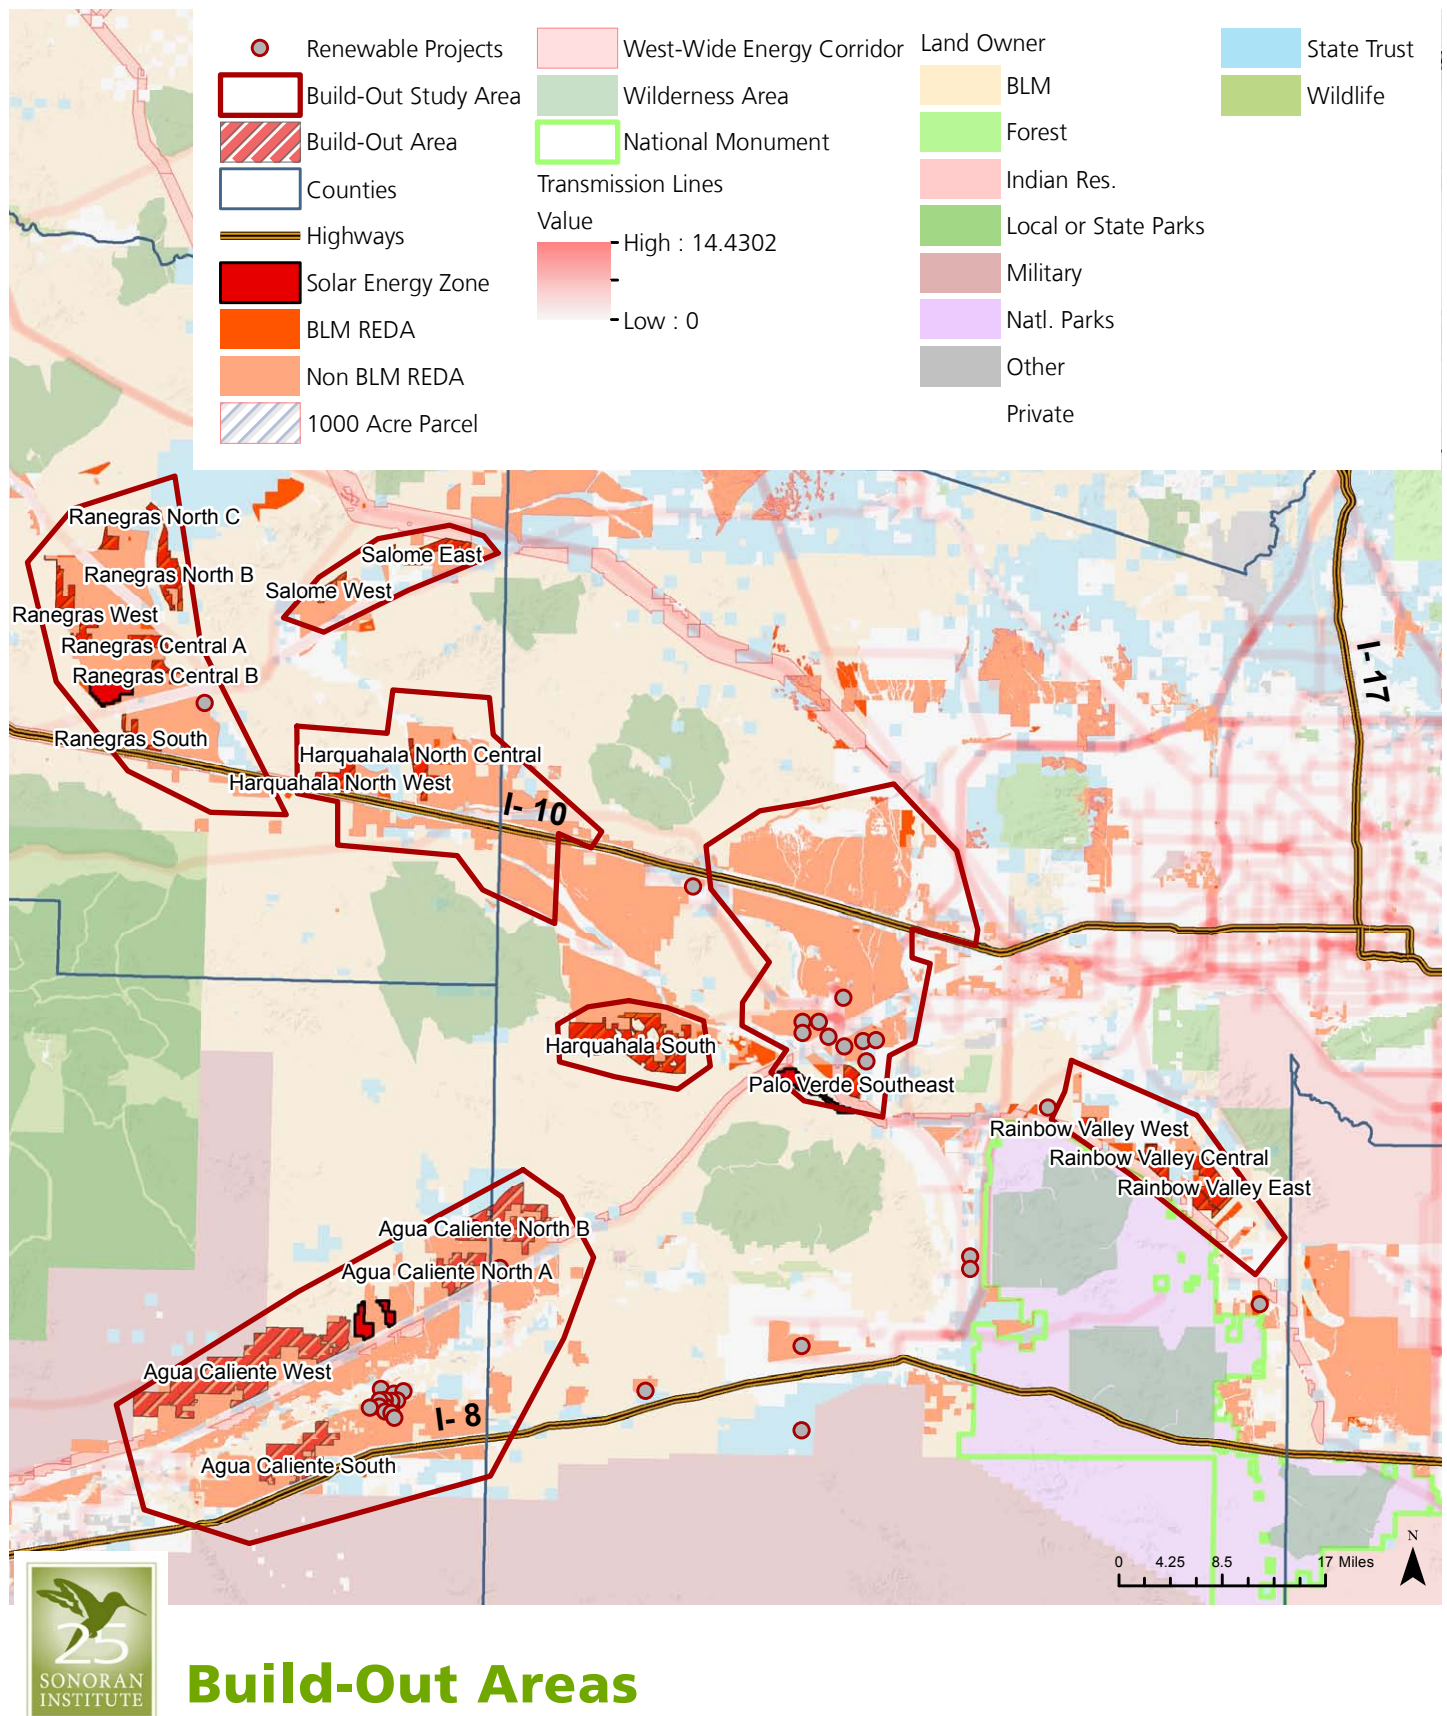 Renewable Projects
Build-Out Study Area
Build-Out Area
Counties
Highways
Solar Energy Zone
BLM REDA
Non BLM REDA
1000 Acre Parcel
West-Wide Energy Corridor
Wilderness Area
National Monument
Transmission Lines
Value
High : 14.4302
Low : 0
Land Owner
BLM
Forest
Indian Res.
Local or State Parks
Military
Natl. Parks
Other
Private
State Trust
Wildlife
Ranegras North C
Ranegras North B
Ranegras West
Ranegras Central A
Ranegras Central B
Ranegras South
Salome East
Salome West
Harquahala North Central
Harquahala North West
I- 10
I- 17
Harquahala South
Palo Verde Southeast
Rainbow Valley West
Rainbow Valley Central
Rainbow Valley East
Agua Caliente North B
Agua Caliente North A
Agua Caliente West
I- 8
Agua Caliente South
0 4.25 8.5 17 Miles
N
25
SONORAN
INSTITUTE
Build-Out Areas